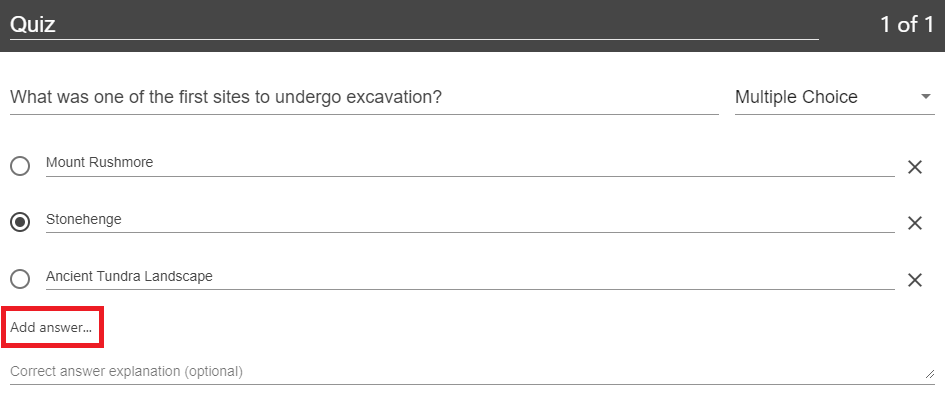 Quiz 1 of 1
What was one of the first sites to undergo excavation? Multiple Choice
Mount Rushmore
Stonehenge
Ancient Tundra Landscape
Add answer...
Correct answer explanation (optional)